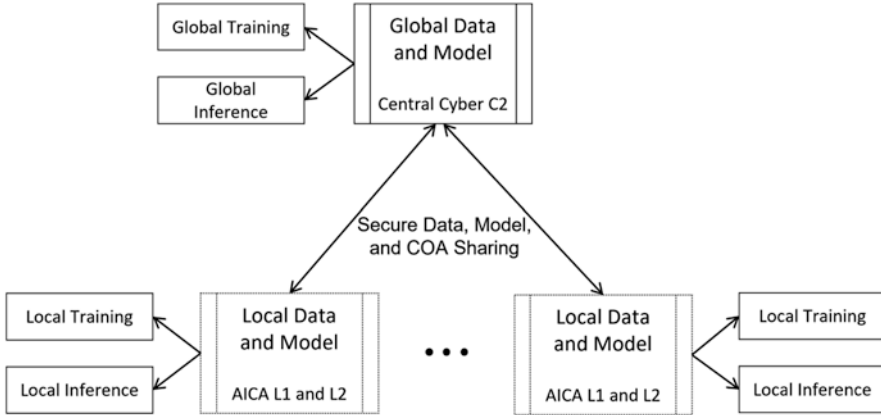 Global Training
Global
Inference
Global Data
and Model
Central Cyber C2
Secure Data, Model,
and COA Sharing
Local Training
Local Inference
Local Data
and Model
AICA L1 and L2
•••
Local Data
and Model
AICA L1 and L2
Local Training
Local Inference